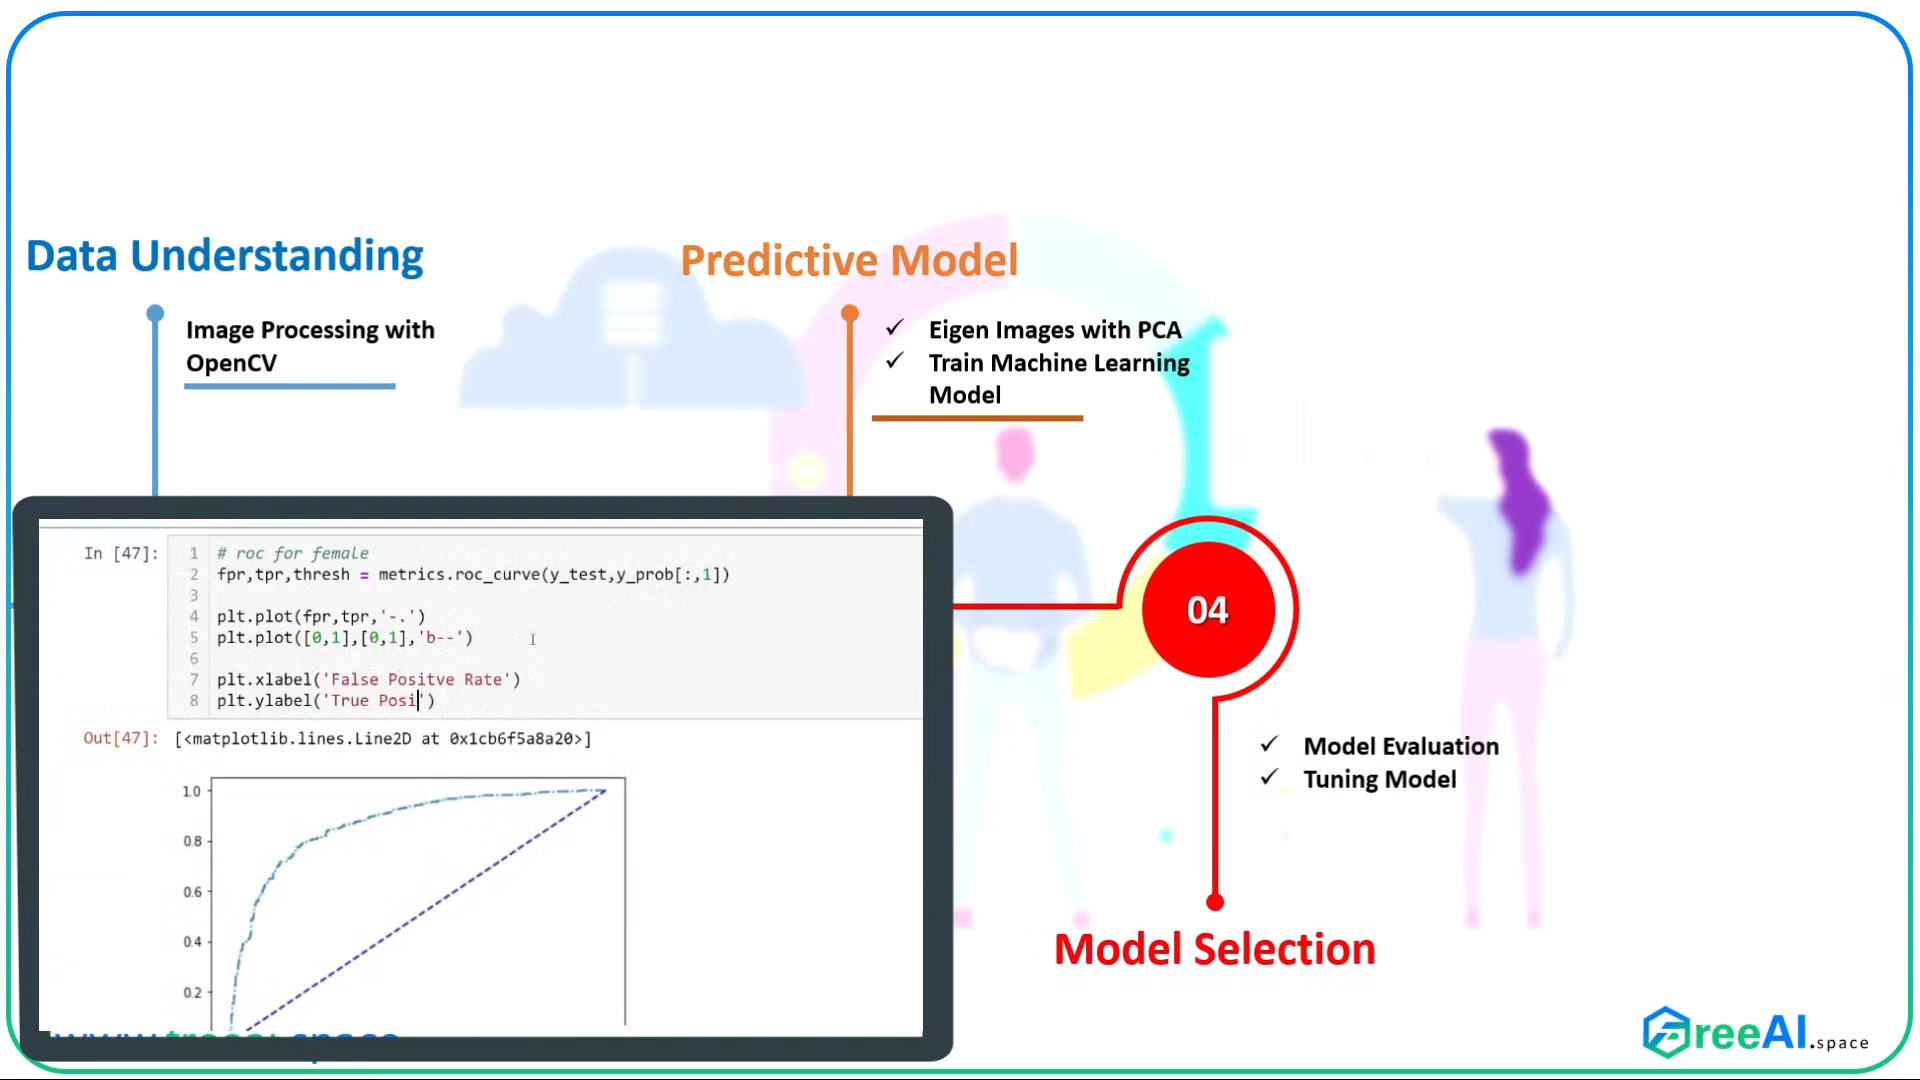 Data Understanding
Image Processing with
OpenCV
Predictive Model
✓ Eigen Images with PCA
✓ Train Machine Learning
Model
In [47]:
1 # roc for female
2 fpr,tpr,thresh = metrics.roc_curve(y_test,y_prob[:,1])
3
4 plt.plot(fpr,tpr,'-.')
5 plt.plot([0,1],[0,1],'b--')
6
7 plt.xlabel('False Positve Rate')
8 plt.ylabel('True Posi')
Out[47]: [<matplotlib.lines.Line2D at 0x1cb6f5a8a20>]
1.0
0.8
0.6
0.4
0.2
04
✓ Model Evaluation
✓ Tuning Model
Model Selection
freeAI.space